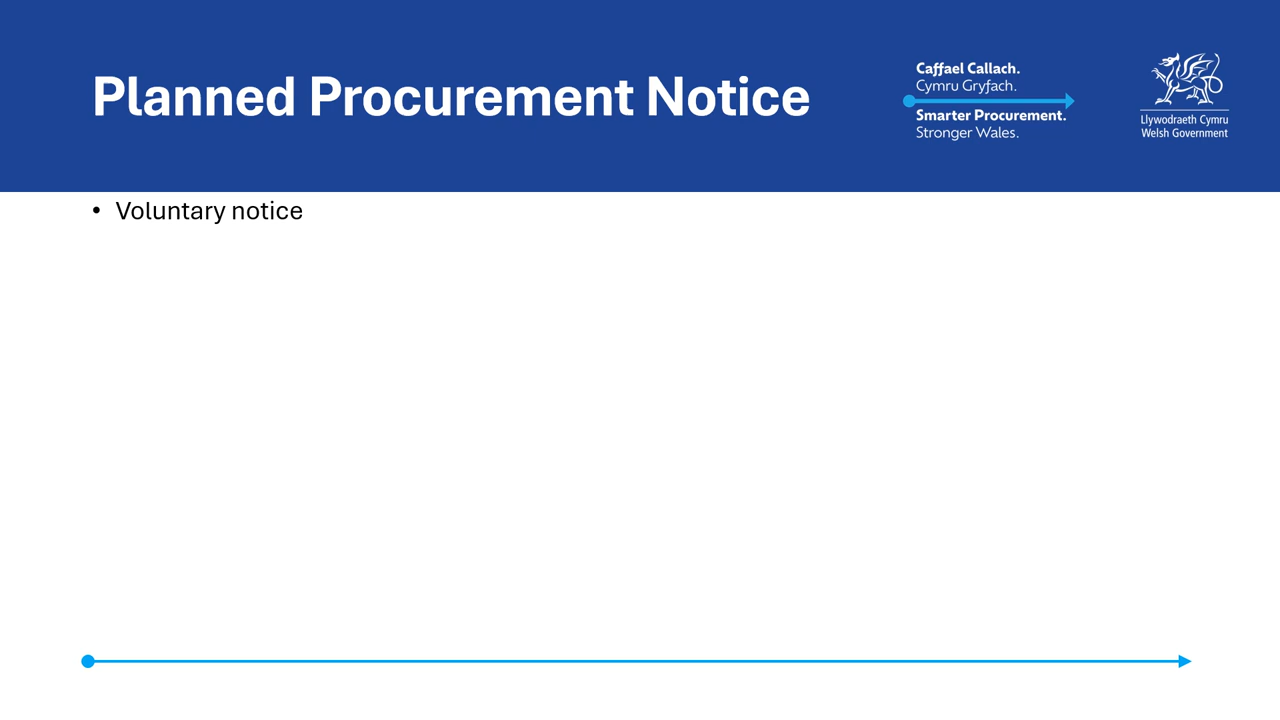 Planned Procurement Notice
Caffael Callach.
Cymru Gryfach.
Smarter Procurement.
Stronger Wales.
Llywodraeth Cymru
Welsh Government
• Voluntary notice